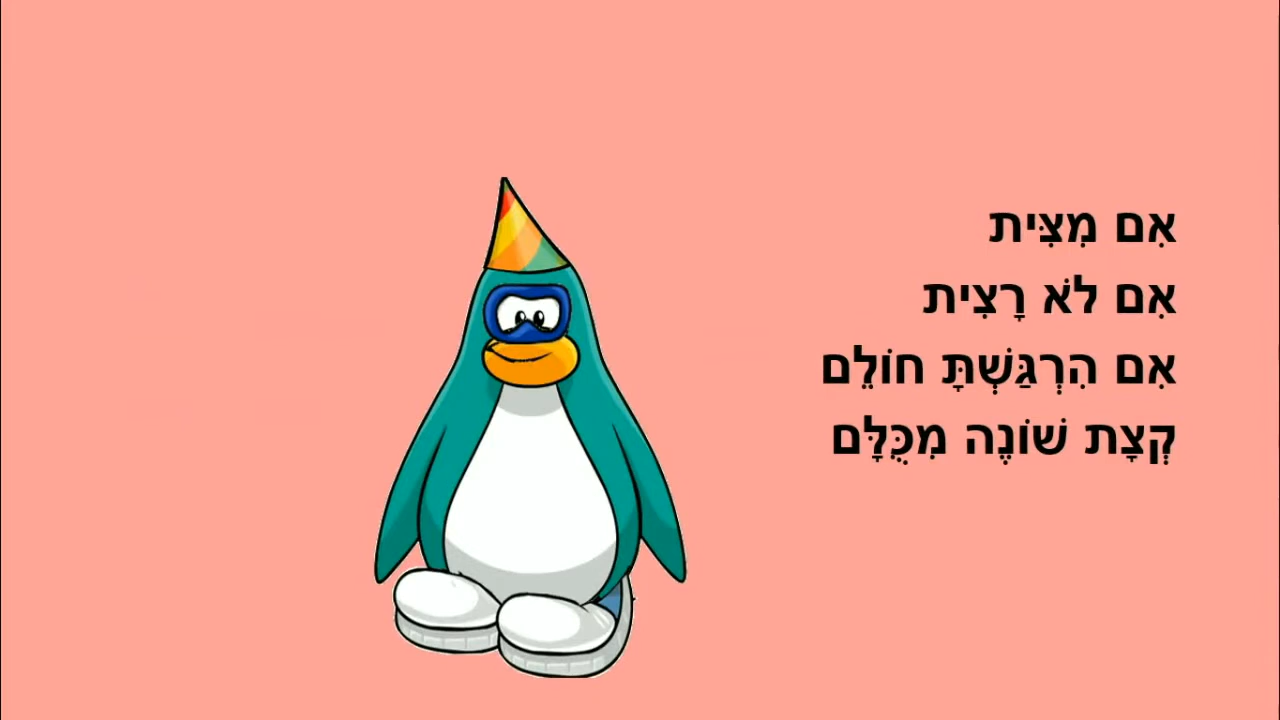 אִם מִצִּית
אִם לֹא רָצִית
אִם הִרְגַּשְׁתָּ חוֹלֵם
קְצָת שׁוֹנֶה מִכֻּלָּם